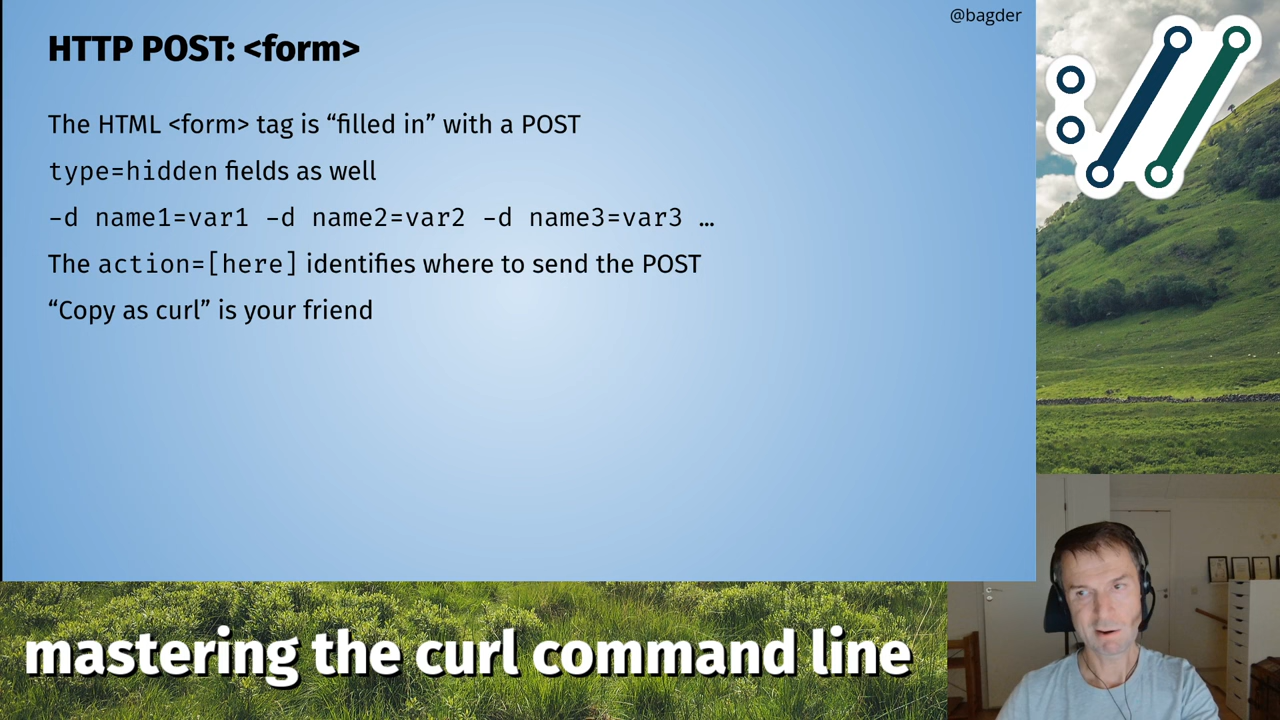 @bagder
HTTP POST: <form>
The HTML <form> tag is “filled in” with a POST
type=hidden fields as well
-d name1=var1 -d name2=var2 -d name3=var3 …
The action=[here] identifies where to send the POST
“Copy as curl” is your friend
mastering the curl command line